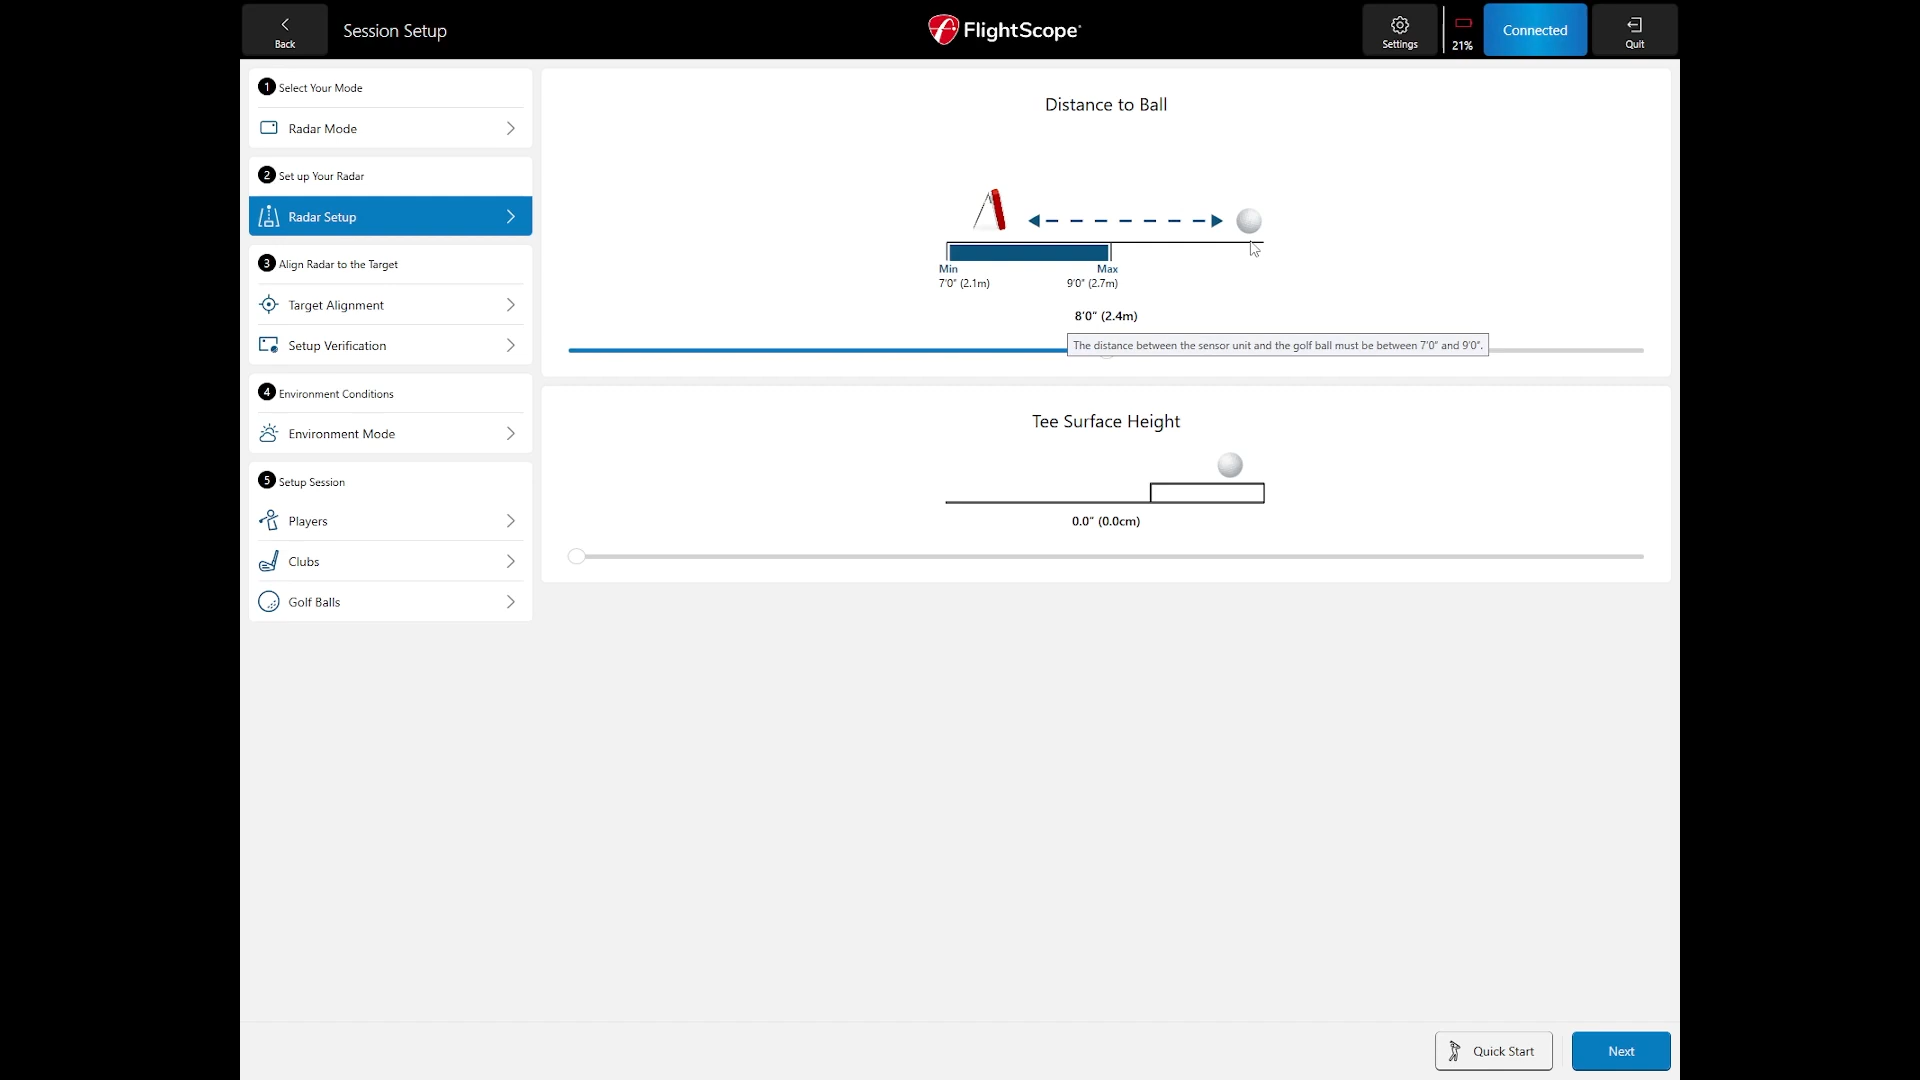 Back
Session Setup
FlightScope®
Settings
21%
Connected
Quit
1 Select Your Mode
Radar Mode
2 Set up Your Radar
Radar Setup
3 Align Radar to the Target
Target Alignment
Setup Verification
4 Environment Conditions
Environment Mode
5 Setup Session
Players
Clubs
Golf Balls
Distance to Ball
Min Max
7'0" (2.1m) 9'0" (2.7m)
8'0" (2.4m)
The distance between the sensor unit and the golf ball must be between 7'0" and 9'0".
Tee Surface Height
0.0" (0.0cm)
Quick Start
Next